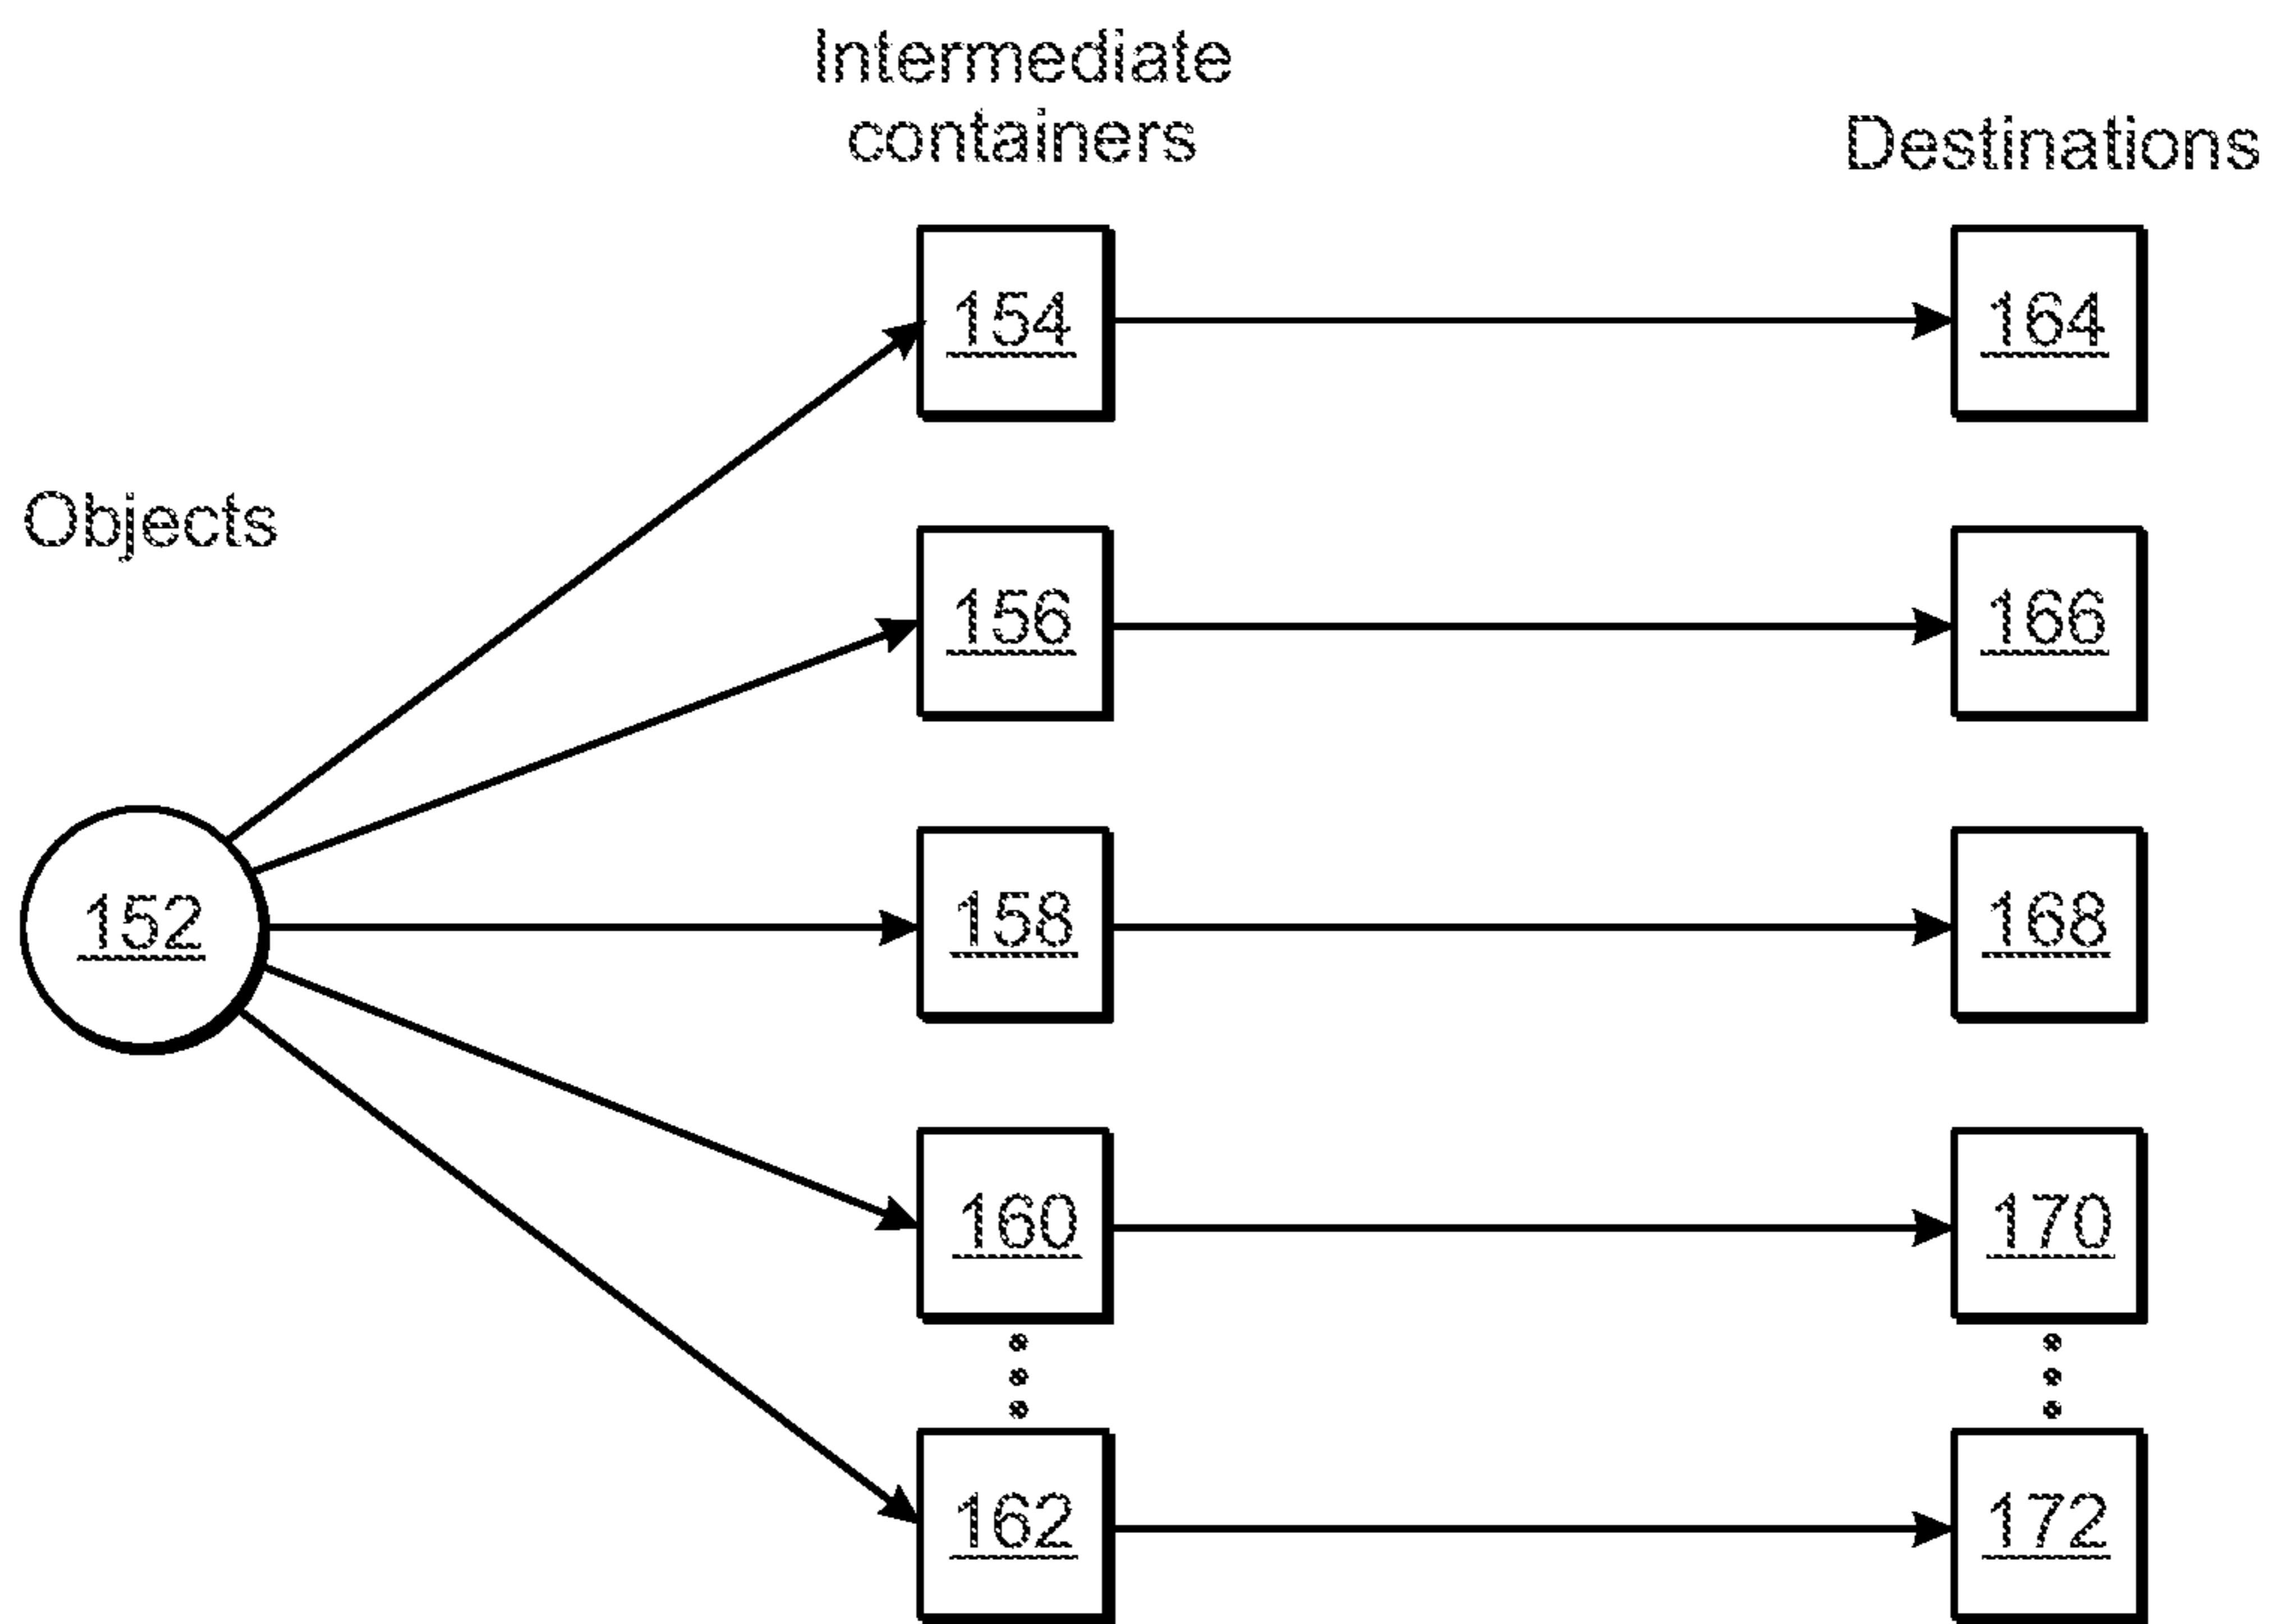 Intermediate
containers
Destinations
154
164
Objects
156
166
152
158
168
160
170
162
172